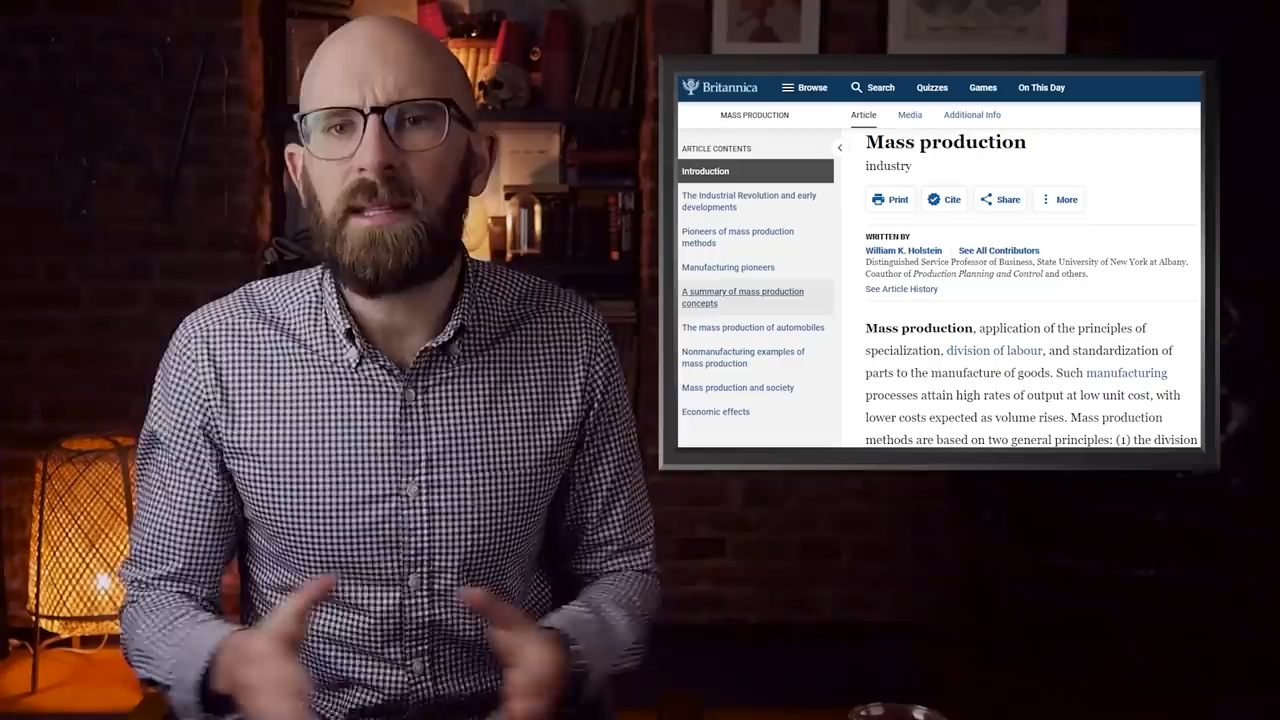 Britannica
Browse
Search
Quizzes
Games
On This Day
MASS PRODUCTION
Article
Media
Additional Info
ARTICLE CONTENTS
Introduction
The Industrial Revolution and early
developments
Pioneers of mass production
methods
Manufacturing pioneers
A summary of mass production
concepts
The mass production of automobiles
Nonmanufacturing examples of
mass production
Mass production and society
Economic effects
Mass production
industry
Print
Cite
Share
More
WRITTEN BY
William K. Holstein See All Contributors
Distinguished Service Professor of Business, State University of New York at Albany.
Coauthor of Production Planning and Control and others.
See Article History
Mass production, application of the principles of
specialization, division of labour, and standardization of
parts to the manufacture of goods. Such manufacturing
processes attain high rates of output at low unit cost, with
lower costs expected as volume rises. Mass production
methods are based on two general principles: (1) the division